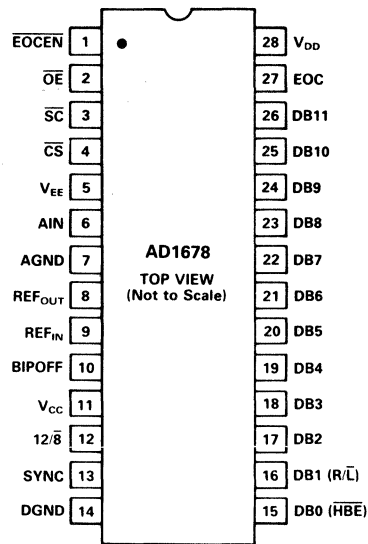 EOCEN 1
OE 2
SC 3
CS 4
VEE 5
AIN 6
AGND 7
REFOUT 8
REFIN 9
BIPOFF 10
VCC 11
12/8 12
SYNC 13
DGND 14
AD1678
TOP VIEW
(Not to Scale)
28 VDD
27 EOC
26 DB11
25 DB10
24 DB9
23 DB8
22 DB7
21 DB6
20 DB5
19 DB4
18 DB3
17 DB2
16 DB1 (R/L)
15 DB0 (HBE)